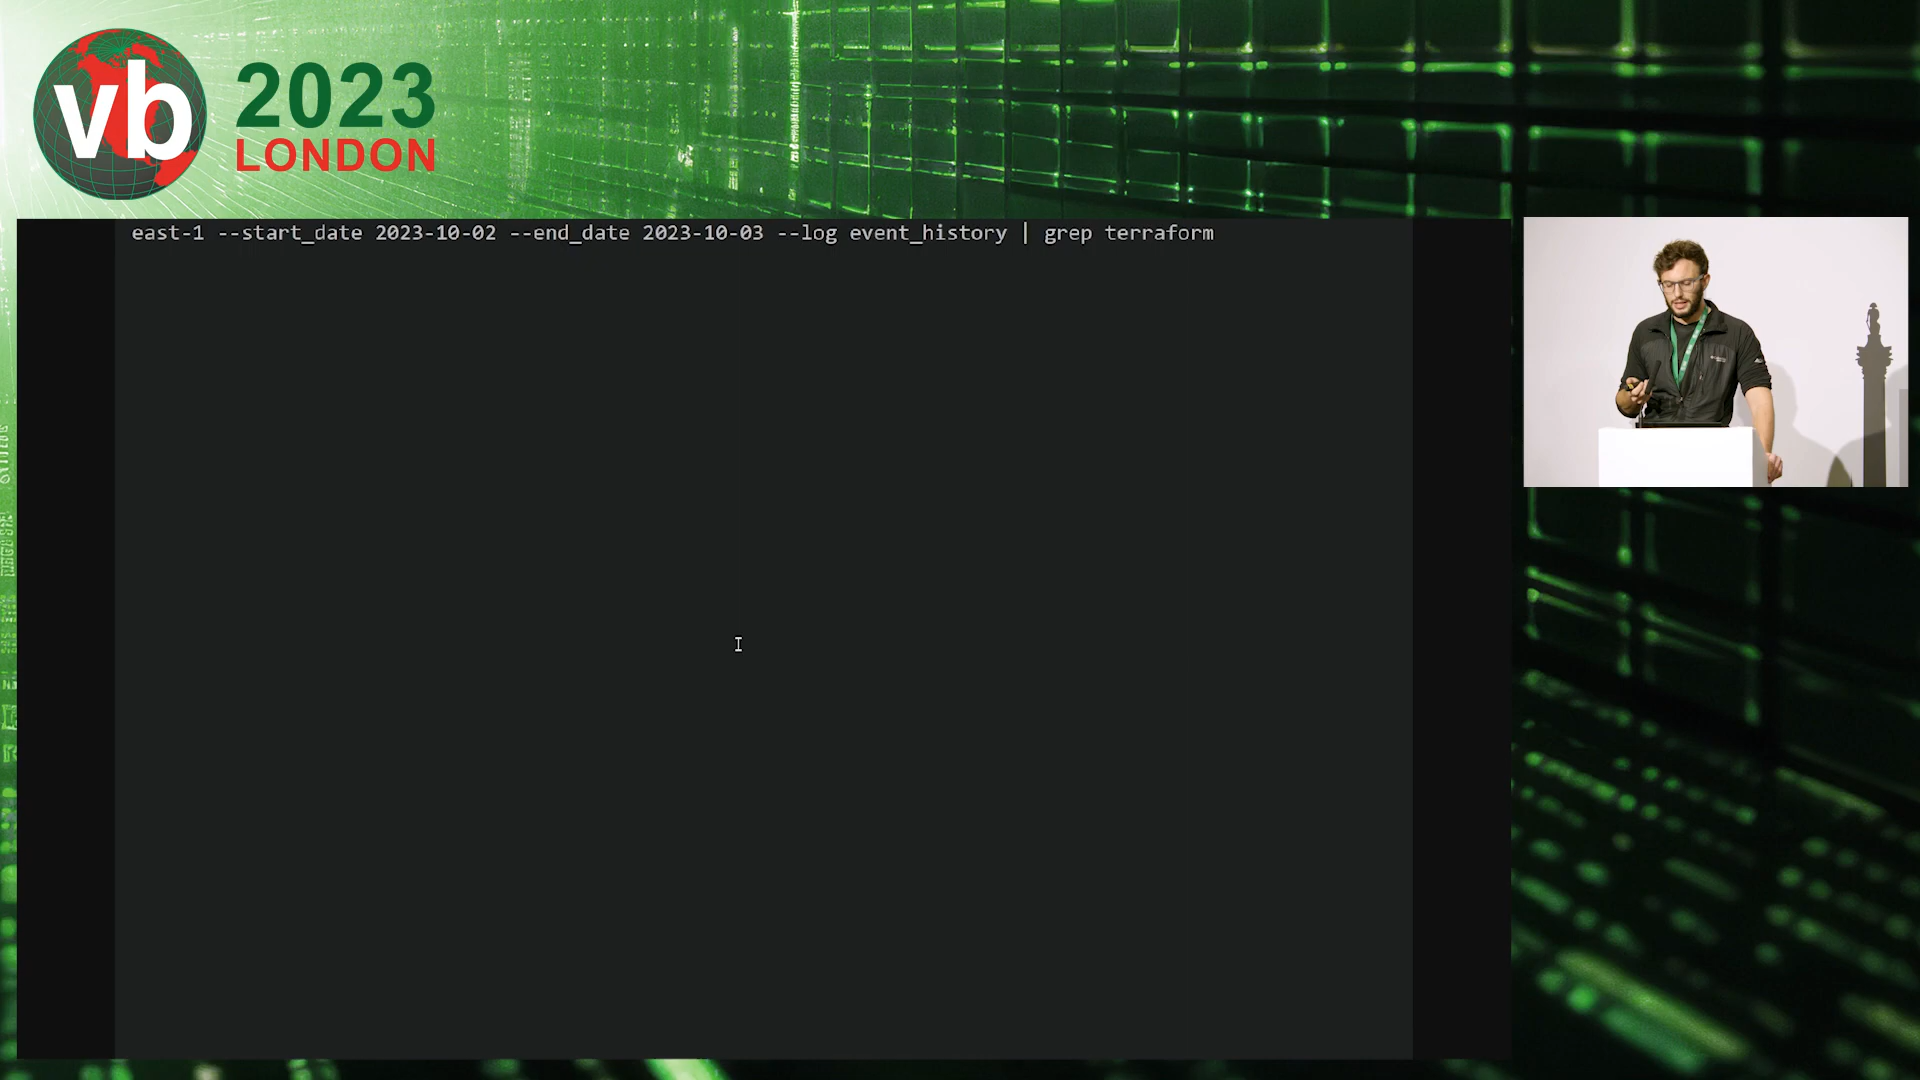 vb
2023
LONDON
east-1 --start_date 2023-10-02 --end_date 2023-10-03 --log event_history | grep terraform